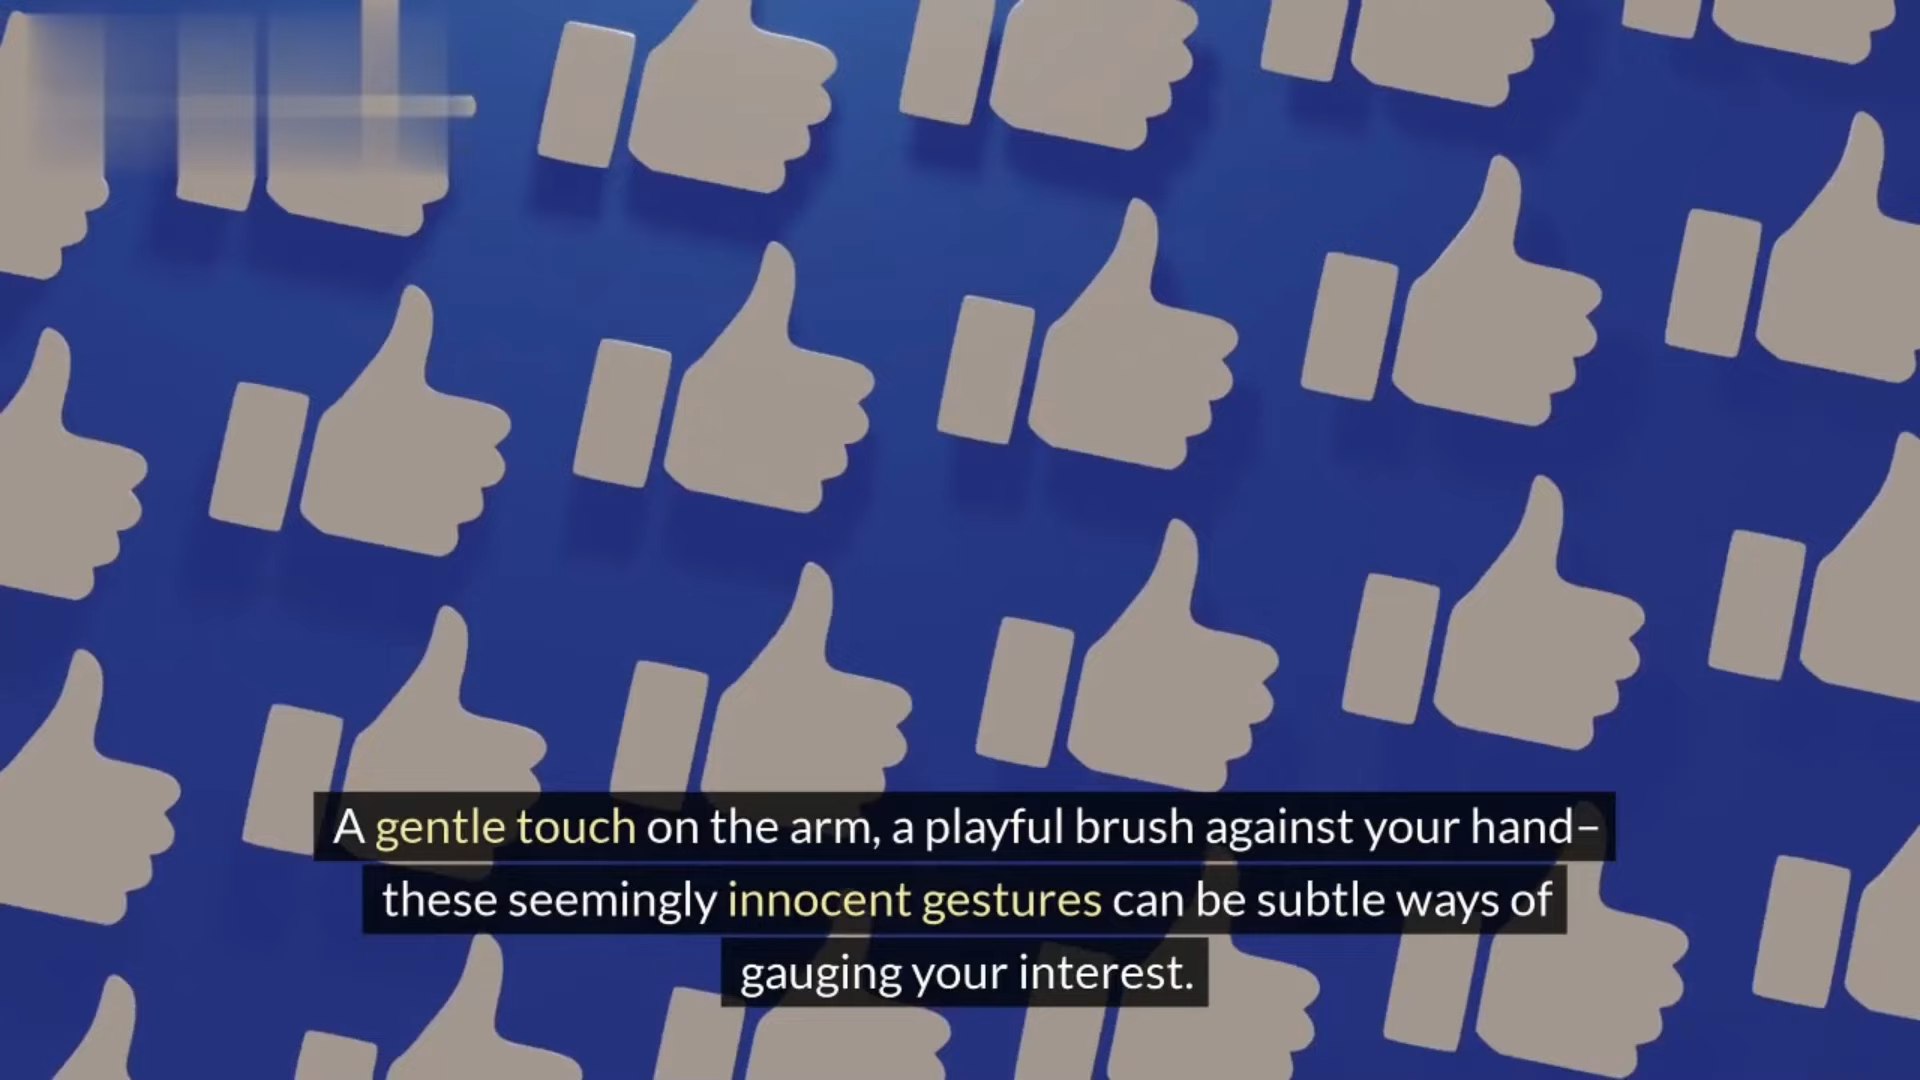 A gentle touch on the arm, a playful brush against your hand–
these seemingly innocent gestures can be subtle ways of
gauging your interest.